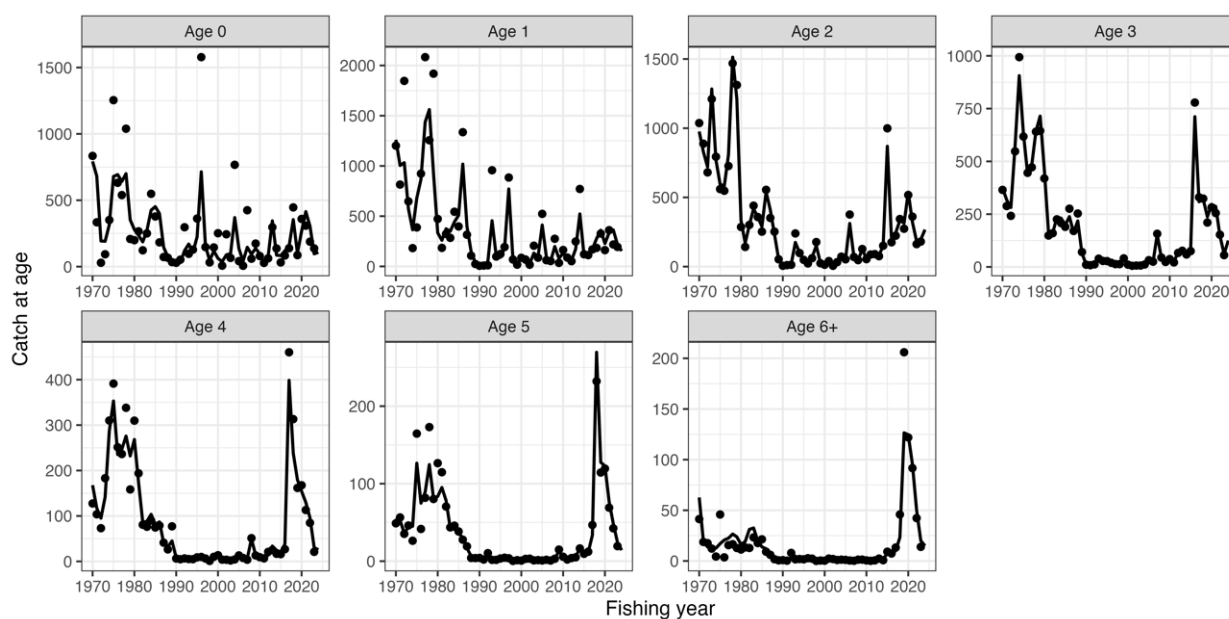 Age 0 Age 1 Age 2 Age 3
1500 1000 500 0
2000 1500 1000 500 0
1500 1000 500 0
1000 750 500 250 0
1970 1980 1990 2000 2010 2020
1970 1980 1990 2000 2010 2020
1970 1980 1990 2000 2010 2020
1970 1980 1990 2000 2010 2020
Catch at age
Age 4 Age 5 Age 6+
400 300 200 100 0
200 100 0
200 150 100 50 0
1970 1980 1990 2000 2010 2020
1970 1980 1990 2000 2010 2020
1970 1980 1990 2000 2010 2020
Fishing year